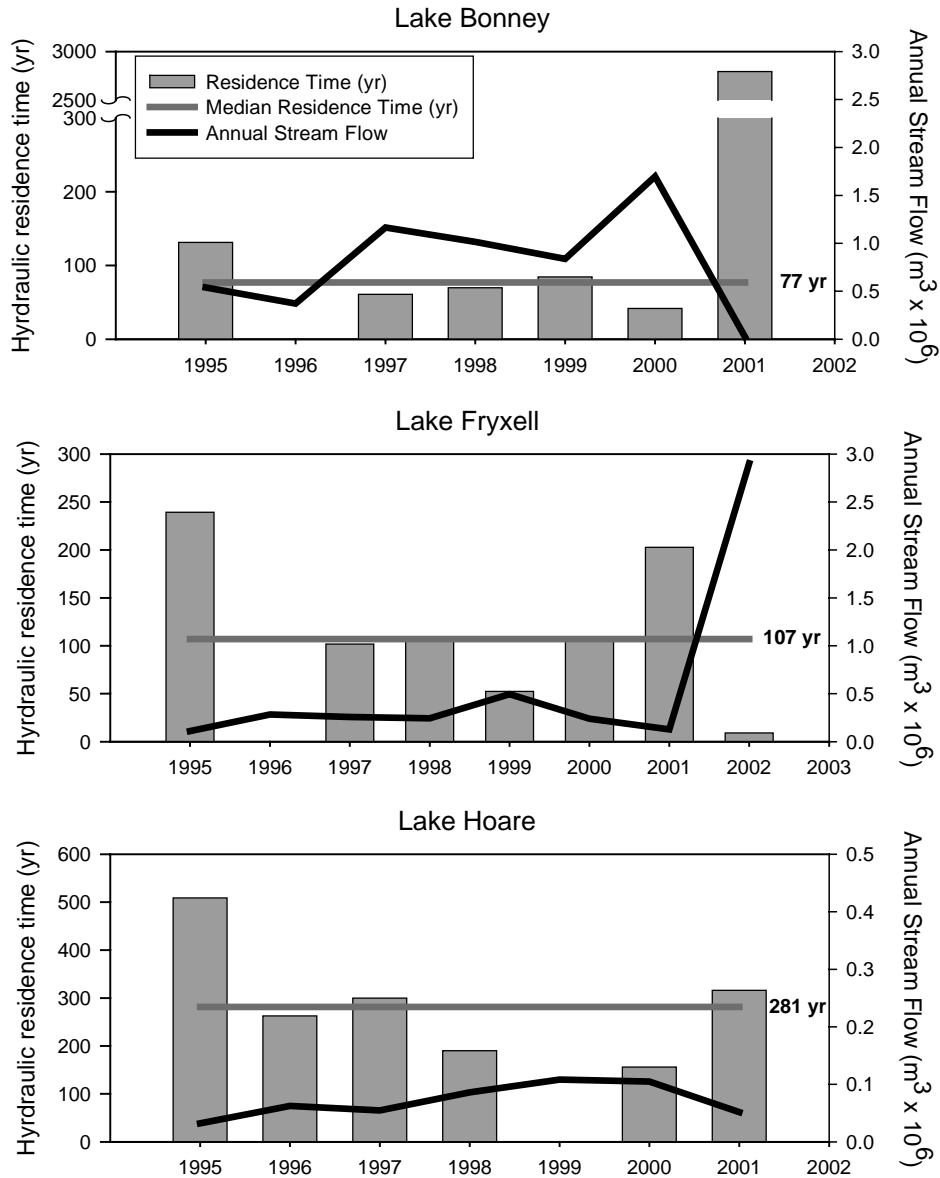 Lake Bonney
Hyrdraulic residence time (yr)
3000
2500
300
200
100
0
Residence Time (yr)
Median Residence Time (yr)
Annual Stream Flow
77 yr
3.0
2.5
2.0
1.5
1.0
0.5
0.0
Annual Stream Flow (m3 x 106)
1995 1996 1997 1998 1999 2000 2001 2002
Lake Fryxell
Hyrdraulic residence time (yr)
300
250
200
150
100
50
0
107 yr
3.0
2.5
2.0
1.5
1.0
0.5
0.0
Annual Stream Flow (m3 x 106)
1995 1996 1997 1998 1999 2000 2001 2002 2003
Lake Hoare
Hyrdraulic residence time (yr)
600
500
400
300
200
100
0
281 yr
0.5
0.4
0.3
0.2
0.1
0.0
Annual Stream Flow (m3 x 106)
1995 1996 1997 1998 1999 2000 2001 2002